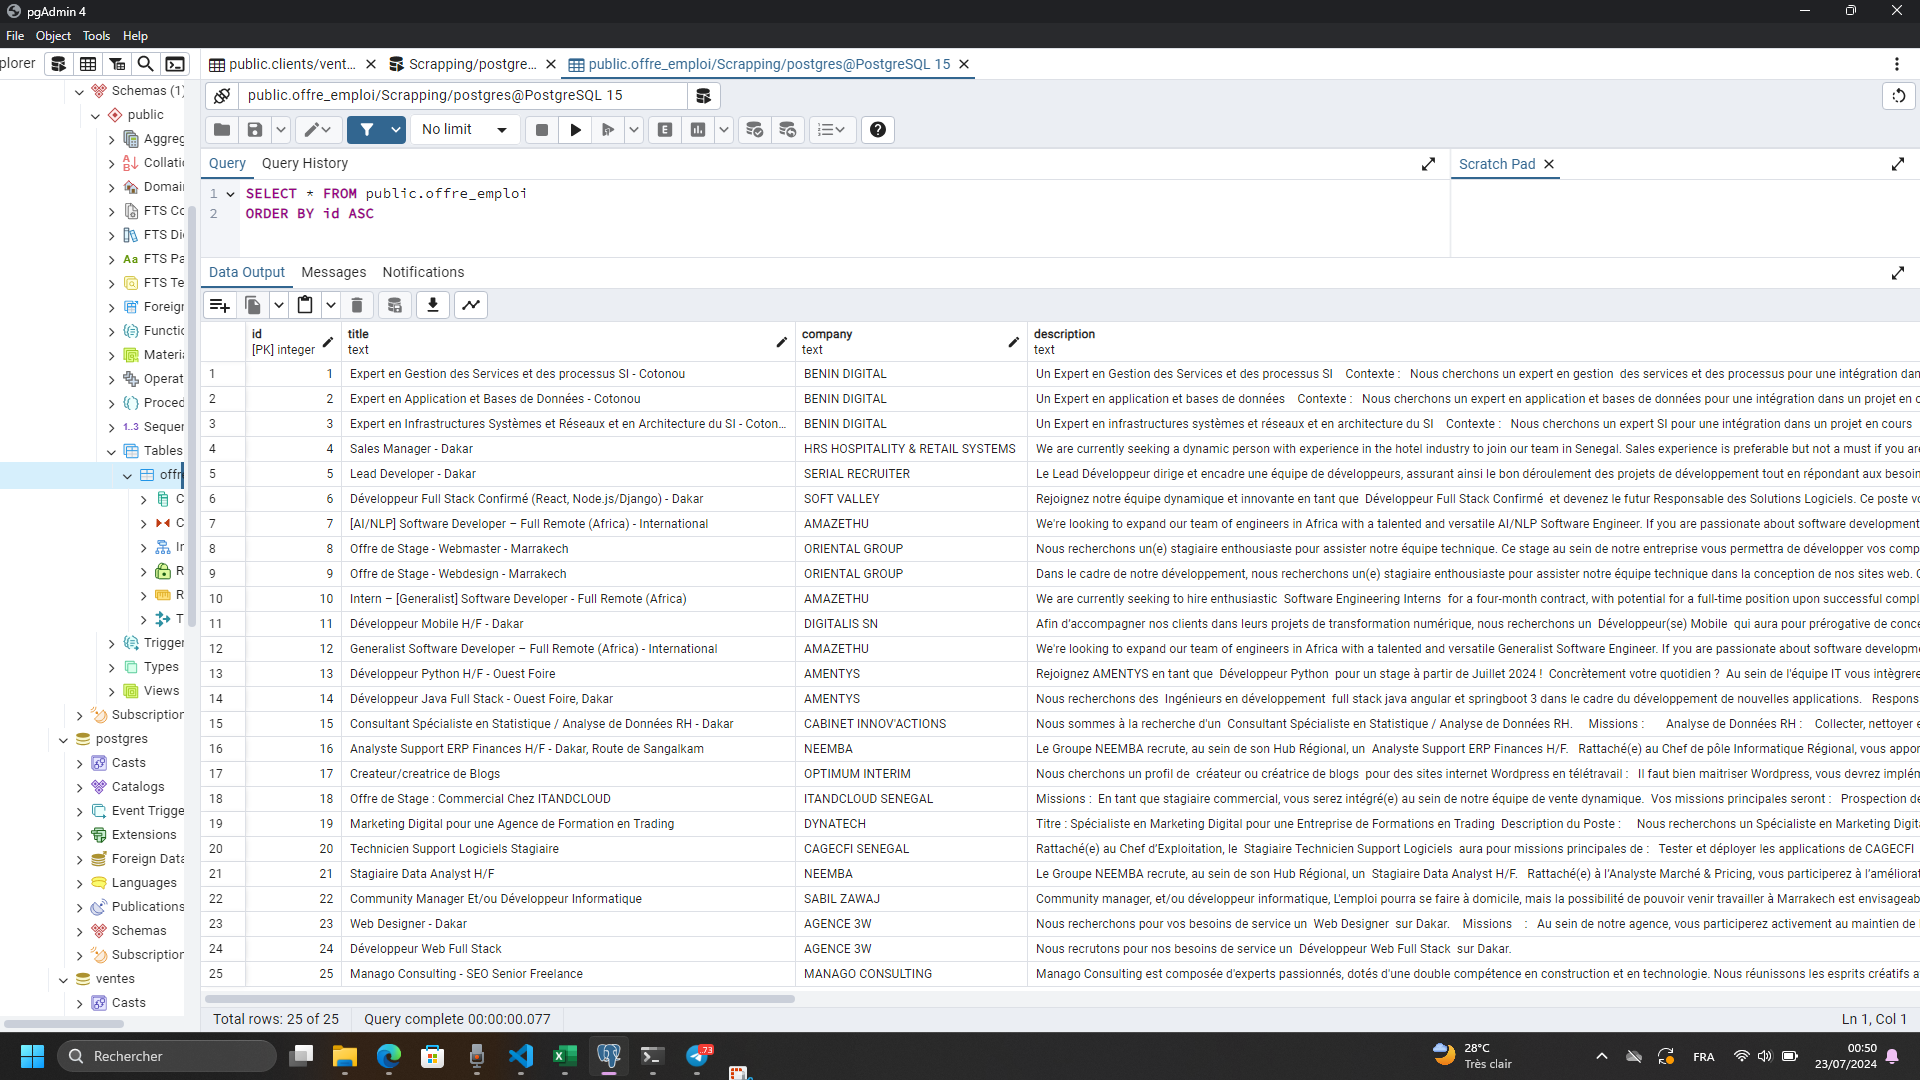 pgAdmin 4
File Object Tools Help
plorer
public.clients/vent... Scrapping/postgre... public.offre_emploi/Scrapping/postgres@PostgreSQL 15
public.offre_emploi/Scrapping/postgres@PostgreSQL 15
No limit
Query Query History
Scratch Pad
1 SELECT * FROM public.offre_emploi
2 ORDER BY id ASC
Schemas (1)
public
Aggreg
Collatio
Domai
FTS Co
FTS Di
Aa FTS Pa
FTS Te
Foreig
Functio
Materia
Operat
Proced
1..3 Sequen
Tables
offr
C
C
In
R
R
T
Trigger
Types
Views
Subscription
postgres
Casts
Catalogs
Event Trigge
Extensions
Foreign Data
Languages
Publications
Schemas
Subscription
ventes
Casts
Data Output Messages Notifications
id [PK] integer title text company text description text
1 1 Expert en Gestion des Services et des processus SI - Cotonou BENIN DIGITAL Un Expert en Gestion des Services et des processus SI Contexte : Nous cherchons un expert en gestion des services et des processus pour une intégration dan
2 2 Expert en Application et Bases de Données - Cotonou BENIN DIGITAL Un Expert en application et bases de données Contexte : Nous cherchons un expert en application et bases de données pour une intégration dans un projet en c
3 3 Expert en Infrastructures Systèmes et Réseaux et en Architecture du SI - Coton... BENIN DIGITAL Un Expert en infrastructures systèmes et réseaux et en architecture du SI Contexte : Nous cherchons un expert SI pour une intégration dans un projet en cours
4 4 Sales Manager - Dakar HRS HOSPITALITY & RETAIL SYSTEMS We are currently seeking a dynamic person with experience in the hotel industry to join our team in Senegal. Sales experience is preferable but not a must if you are
5 5 Lead Developer - Dakar SERIAL RECRUITER Le Lead Développeur dirige et encadre une équipe de développeurs, assurant ainsi le bon déroulement des projets de développement tout en répondant aux besoin
6 6 Développeur Full Stack Confirmé (React, Node.js/Django) - Dakar SOFT VALLEY Rejoignez notre équipe dynamique et innovante en tant que Développeur Full Stack Confirmé et devenez le futur Responsable des Solutions Logiciels. Ce poste vo
7 7 [AI/NLP] Software Developer – Full Remote (Africa) - International AMAZETHU We're looking to expand our team of engineers in Africa with a talented and versatile AI/NLP Software Engineer. If you are passionate about software development
8 8 Offre de Stage - Webmaster - Marrakech ORIENTAL GROUP Nous recherchons un(e) stagiaire enthousiaste pour assister notre équipe technique. Ce stage au sein de notre entreprise vous permettra de développer vos comp
9 9 Offre de Stage - Webdesign - Marrakech ORIENTAL GROUP Dans le cadre de notre développement, nous recherchons un(e) stagiaire enthousiaste pour assister notre équipe technique dans la conception de nos sites web. C
10 10 Intern – [Generalist] Software Developer - Full Remote (Africa) AMAZETHU We are currently seeking to hire enthusiastic Software Engineering Interns for a four-month contract, with potential for a full-time position upon successful compl
11 11 Développeur Mobile H/F - Dakar DIGITALIS SN Afin d'accompagner nos clients dans leurs projets de transformation numérique, nous recherchons un Développeur(se) Mobile qui aura pour prérogative de conce
12 12 Generalist Software Developer – Full Remote (Africa) - International AMAZETHU We're looking to expand our team of engineers in Africa with a talented and versatile Generalist Software Engineer. If you are passionate about software developme
13 13 Développeur Python H/F - Ouest Foire AMENTYS Rejoignez AMENTYS en tant que Développeur Python pour un stage à partir de Juillet 2024 ! Concrètement votre quotidien ? Au sein de l'équipe IT vous intègrere
14 14 Développeur Java Full Stack - Ouest Foire, Dakar AMENTYS Nous recherchons des Ingénieurs en développement full stack java angular et springboot 3 dans le cadre du développement de nouvelles applications. Respons
15 15 Consultant Spécialiste en Statistique / Analyse de Données RH - Dakar CABINET INNOV'ACTIONS Nous sommes à la recherche d'un Consultant Spécialiste en Statistique / Analyse de Données RH. Missions : Analyse de Données RH : Collecter, nettoyer e
16 16 Analyste Support ERP Finances H/F - Dakar, Route de Sangalkam NEEMBA Le Groupe NEEMBA recrute, au sein de son Hub Régional, un Analyste Support ERP Finances H/F. Rattaché(e) au Chef de pôle Informatique Régional, vous appor
17 17 Createur/creatrice de Blogs OPTIMUM INTERIM Nous cherchons un profil de créateur ou créatrice de blogs pour des sites internet Wordpress en télétravail : Il faut bien maitriser Wordpress, vous devrez implém
18 18 Offre de Stage : Commercial Chez ITANDCLOUD ITANDCLOUD SENEGAL Missions : En tant que stagiaire commercial, vous serez intégré(e) au sein de notre équipe de vente dynamique. Vos missions principales seront : Prospection de
19 19 Marketing Digital pour une Agence de Formation en Trading DYNATECH Titre : Spécialiste en Marketing Digital pour une Entreprise de Formations en Trading Description du Poste : Nous recherchons un Spécialiste en Marketing Digita
20 20 Technicien Support Logiciels Stagiaire CAGECFI SENEGAL Rattaché(e) au Chef d'Exploitation, le Stagiaire Technicien Support Logiciels aura pour missions principales de : Tester et déployer les applications de CAGECFI
21 21 Stagiaire Data Analyst H/F NEEMBA Le Groupe NEEMBA recrute, au sein de son Hub Régional, un Stagiaire Data Analyst H/F. Rattaché(e) à l'Analyste Marché & Pricing, vous participerez à l'améliorat
22 22 Community Manager Et/ou Développeur Informatique SABIL ZAWAJ Community manager, et/ou développeur informatique, L'emploi pourra se faire à domicile, mais la possibilité de pouvoir venir travailler à Marrakech est envisageab
23 23 Web Designer - Dakar AGENCE 3W Nous recherchons pour vos besoins de service un Web Designer sur Dakar. Missions : Au sein de notre agence, vous participerez activement au maintien de l
24 24 Développeur Web Full Stack AGENCE 3W Nous recrutons pour nos besoins de service un Développeur Web Full Stack sur Dakar.
25 25 Manago Consulting - SEO Senior Freelance MANAGO CONSULTING Manago Consulting est composée d'experts passionnés, dotés d'une double compétence en construction et en technologie. Nous réunissons les esprits créatifs a
Total rows: 25 of 25 Query complete 00:00:00.077 Ln 1, Col 1
Rechercher
73
28°C
Très clair
FRA
00:50
23/07/2024